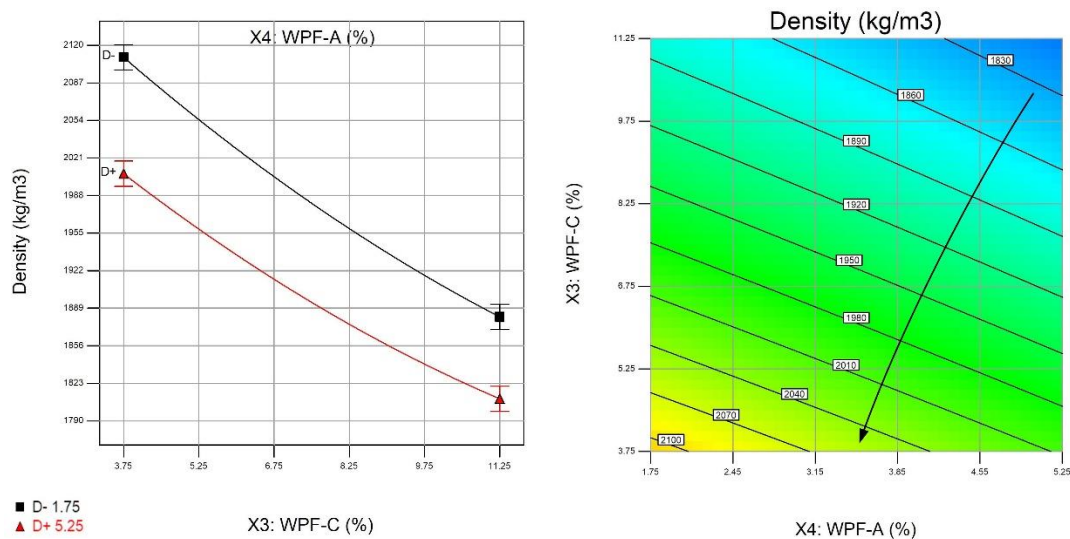 X4: WPF-A (%)
2120
2087
2054
2021
1988
1955
1922
1889
1856
1823
1790
D-
D+
Density (kg/m3)
3.75 5.25 6.75 8.25 9.75 11.25
X3: WPF-C (%)
D- 1.75
D+ 5.25
Density (kg/m3)
11.25
9.75
8.25
6.75
5.25
3.75
X3: WPF-C (%)
1830
1860
1890
1920
1950
1980
2010
2040
2070
2100
1.75 2.45 3.15 3.85 4.55 5.25
X4: WPF-A (%)